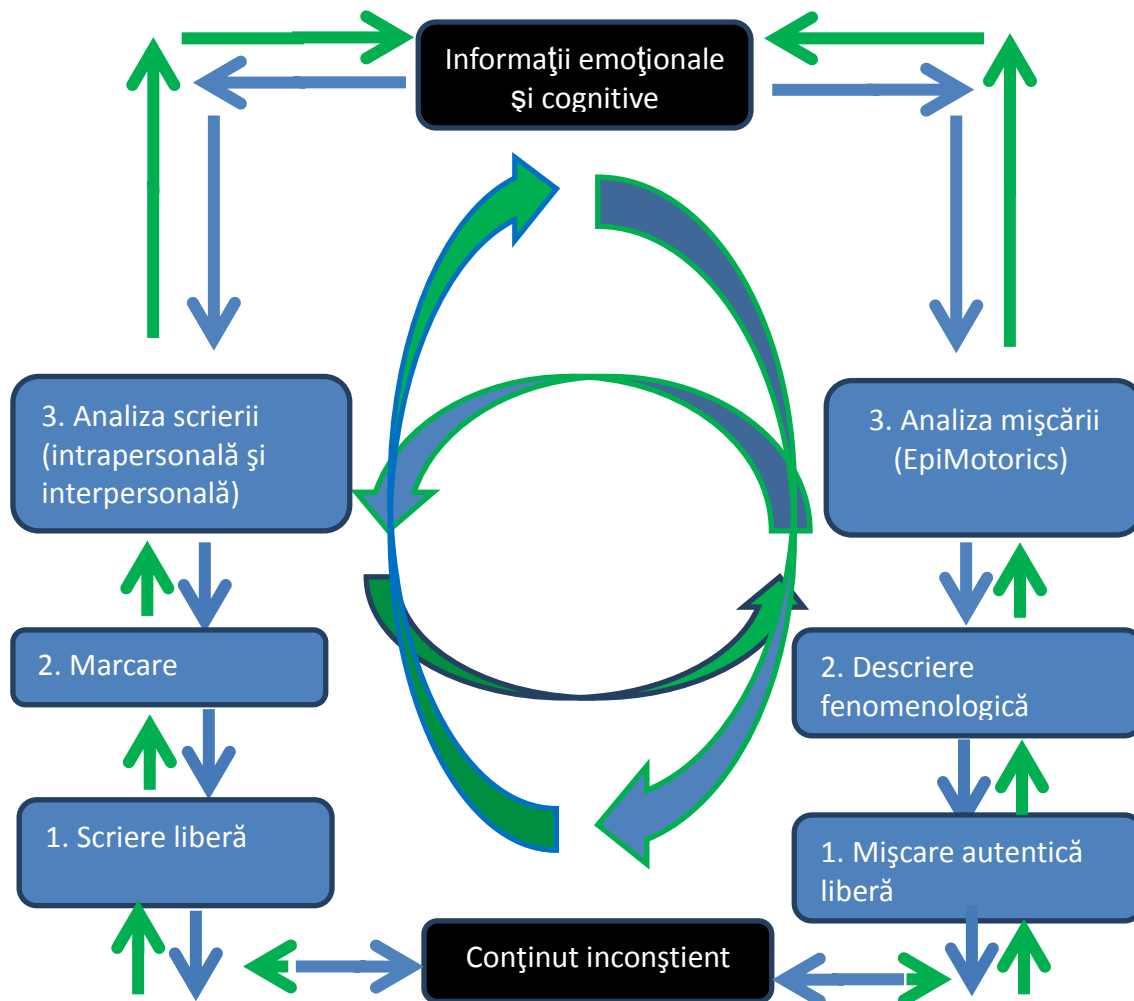 Informaţii emoţionale
şi cognitive
3. Analiza scrierii
(intrapersonală şi
interpersonală)
3. Analiza mişcării
(EpiMotorics)
2. Marcare
2. Descriere
fenomenologică
1. Scriere liberă
1. Mişcare autentică
liberă
Conţinut inconştient